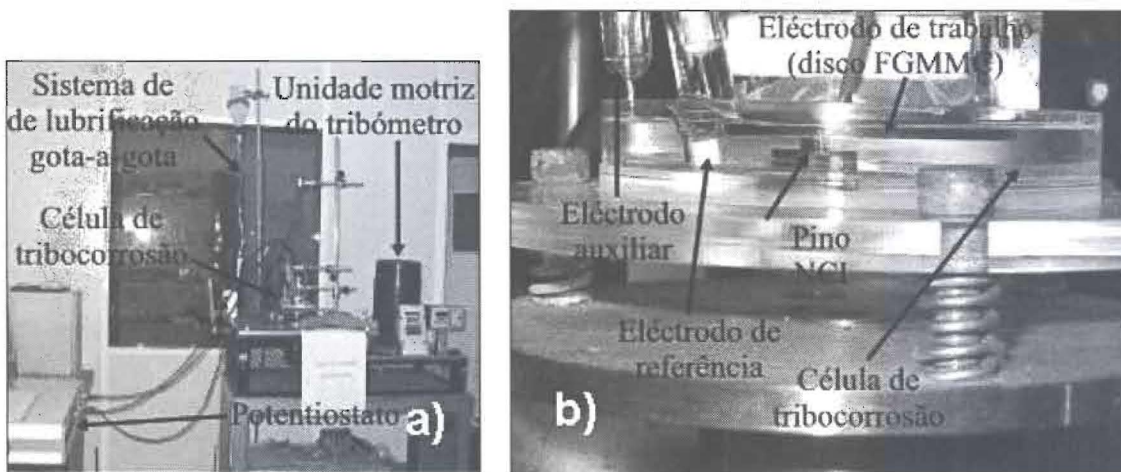 Sistema de
de lubrificação
gota-a-gota
Unidade motriz
do tribómetro
Célula de
tribocorrosão
Potentiostato
a)
Eléctrodo de trabalho
(disco FGMMC)
Eléctrodo
auxiliar
Pino
NCI
Eléctrodo de
referência
Célula de
tribocorrosão
b)